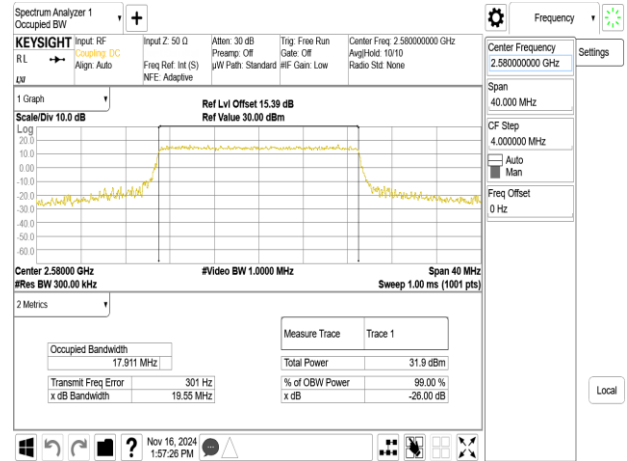 Spectrum Analyzer 1
Occupied BW
Frequency
KEYSIGHT
RL
Input: RF
Coupling: DC
Align: Auto
Input Z: 50 Ω
Freq Ref: Int (S)
NFE: Adaptive
Atten: 30 dB
Preamp: Off
µW Path: Standard
Trig: Free Run
Gate: Off
#IF Gain: Low
Center Freq: 2.580000000 GHz
Avg|Hold: 10/10
Radio Std: None
Center Frequency
2.580000000 GHz
Settings
Span
40.000 MHz
CF Step
4.000000 MHz
Auto
Man
Freq Offset
0 Hz
Local
1 Graph
Ref Lvl Offset 15.39 dB
Scale/Div 10.0 dB
Ref Value 30.00 dBm
Log
20.0
10.0
0.00
-10.0
-20.0
-30.0
-40.0
-50.0
-60.0
Center 2.58000 GHz
#Video BW 1.0000 MHz
Span 40 MHz
#Res BW 300.00 kHz
Sweep 1.00 ms (1001 pts)
2 Metrics
Measure Trace Trace 1
Occupied Bandwidth
17.911 MHz
Total Power 31.9 dBm
Transmit Freq Error 301 Hz
% of OBW Power 99.00 %
x dB Bandwidth 19.55 MHz
x dB -26.00 dB
?
Nov 16, 2024
1:57:26 PM